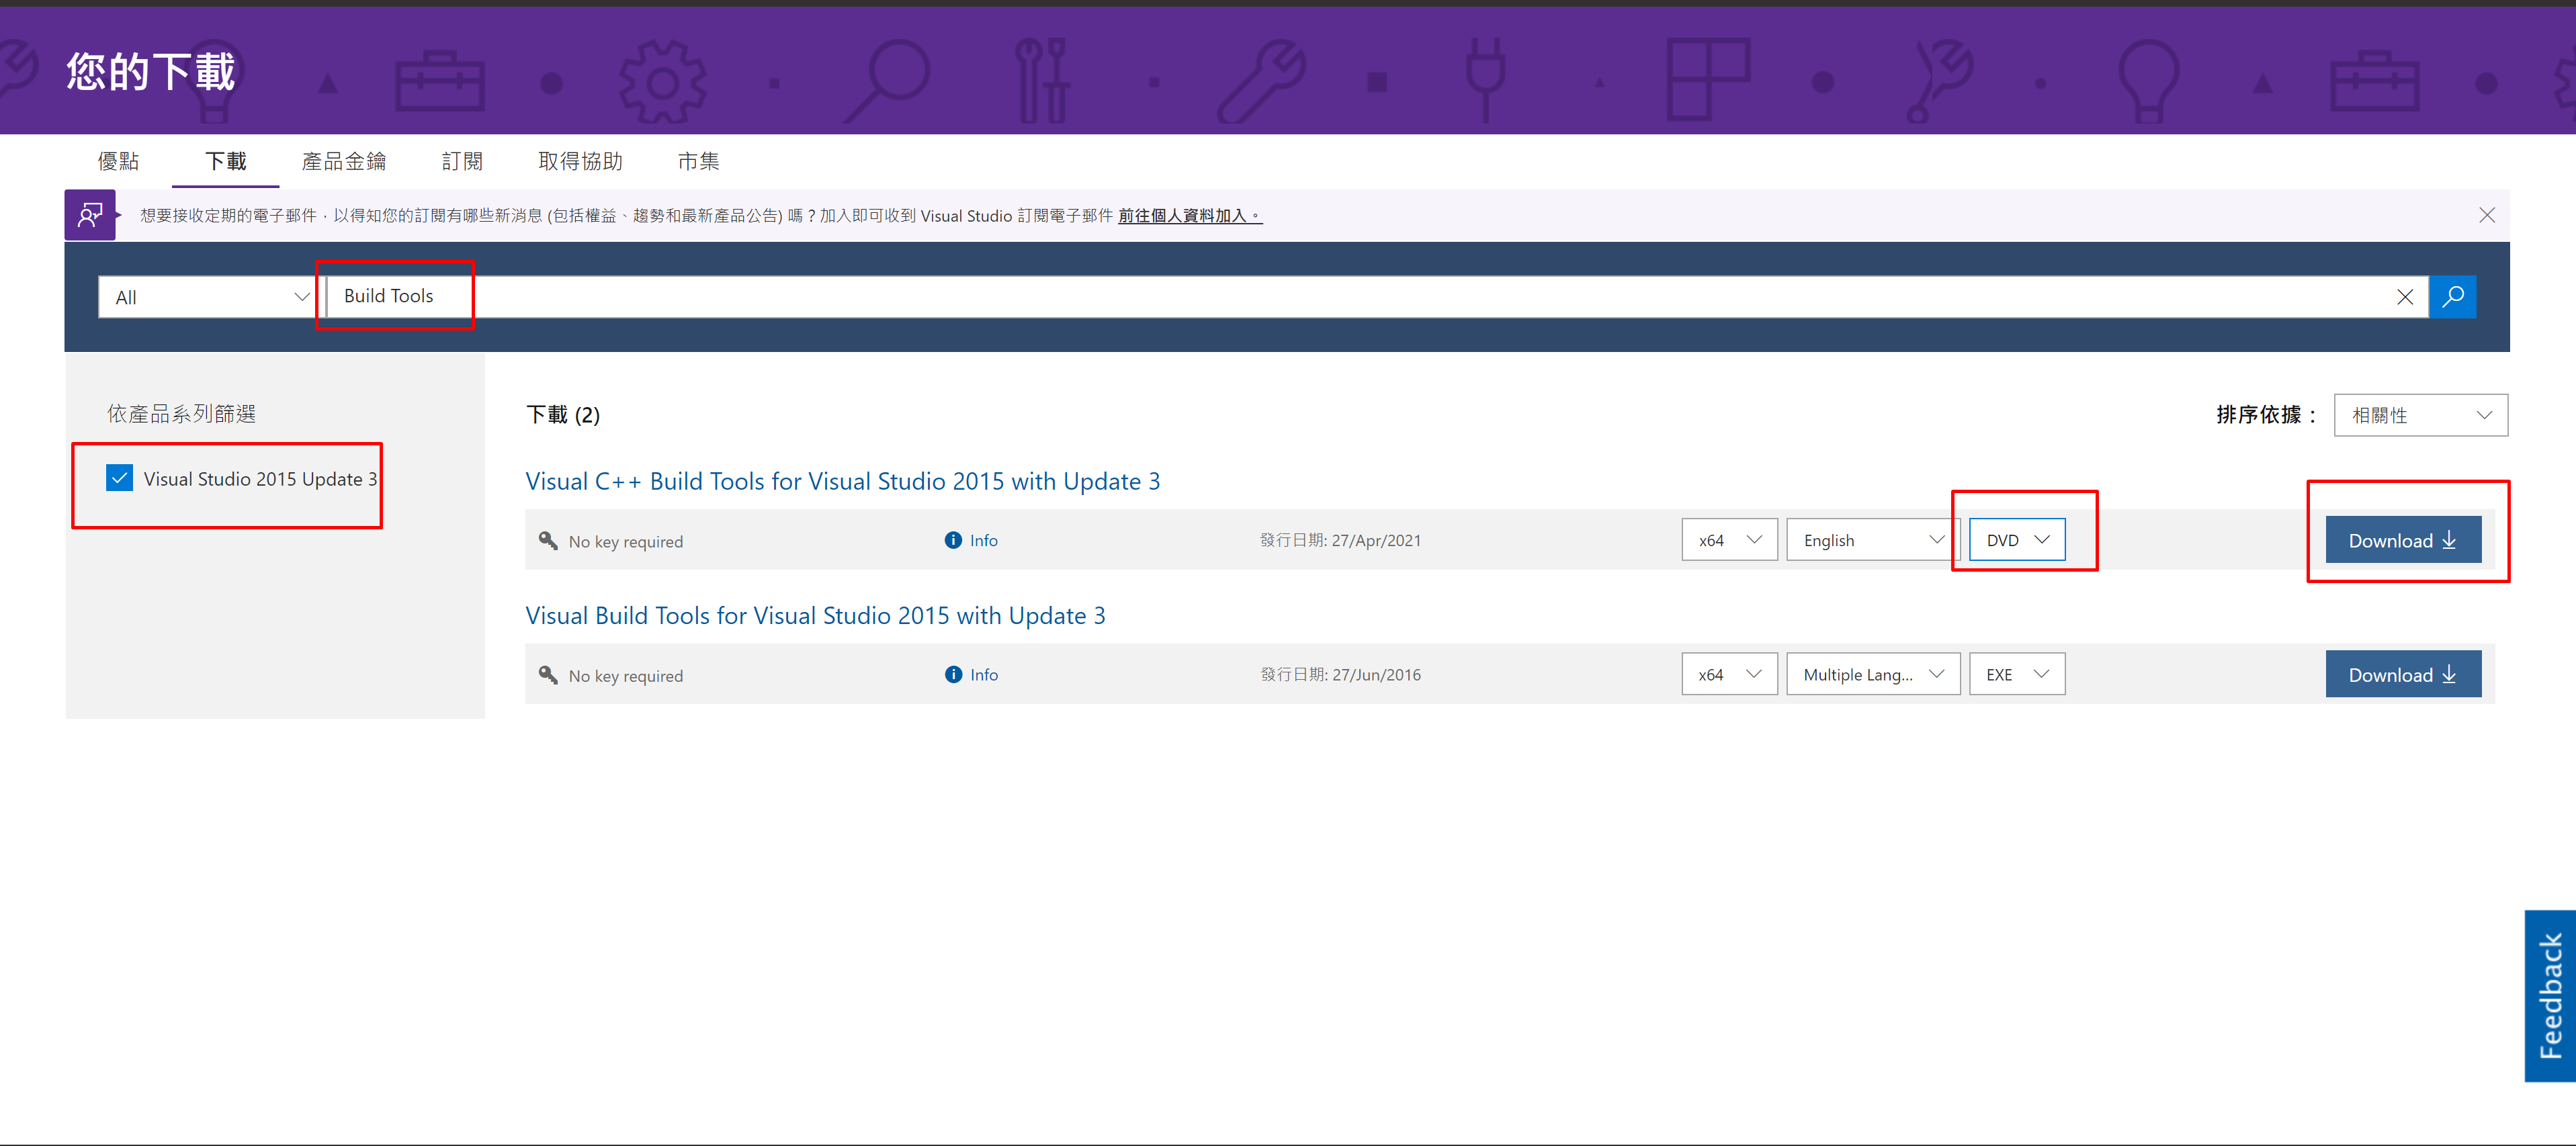 您的下載
優點 下載 產品金鑰 訂閱 取得協助 市集
想要接收定期的電子郵件，以得知您的訂閱有哪些新消息 (包括權益、趨勢和最新產品公告) 嗎？加入即可收到 Visual Studio 訂閱電子郵件 前往個人資料加入。
All Build Tools
依產品系列篩選
Visual Studio 2015 Update 3
下載 (2)
排序依據： 相關性
Visual C++ Build Tools for Visual Studio 2015 with Update 3
No key required Info 發行日期: 27/Apr/2021 x64 English DVD Download
Visual Build Tools for Visual Studio 2015 with Update 3
No key required Info 發行日期: 27/Jun/2016 x64 Multiple Lang... EXE Download
Feedback